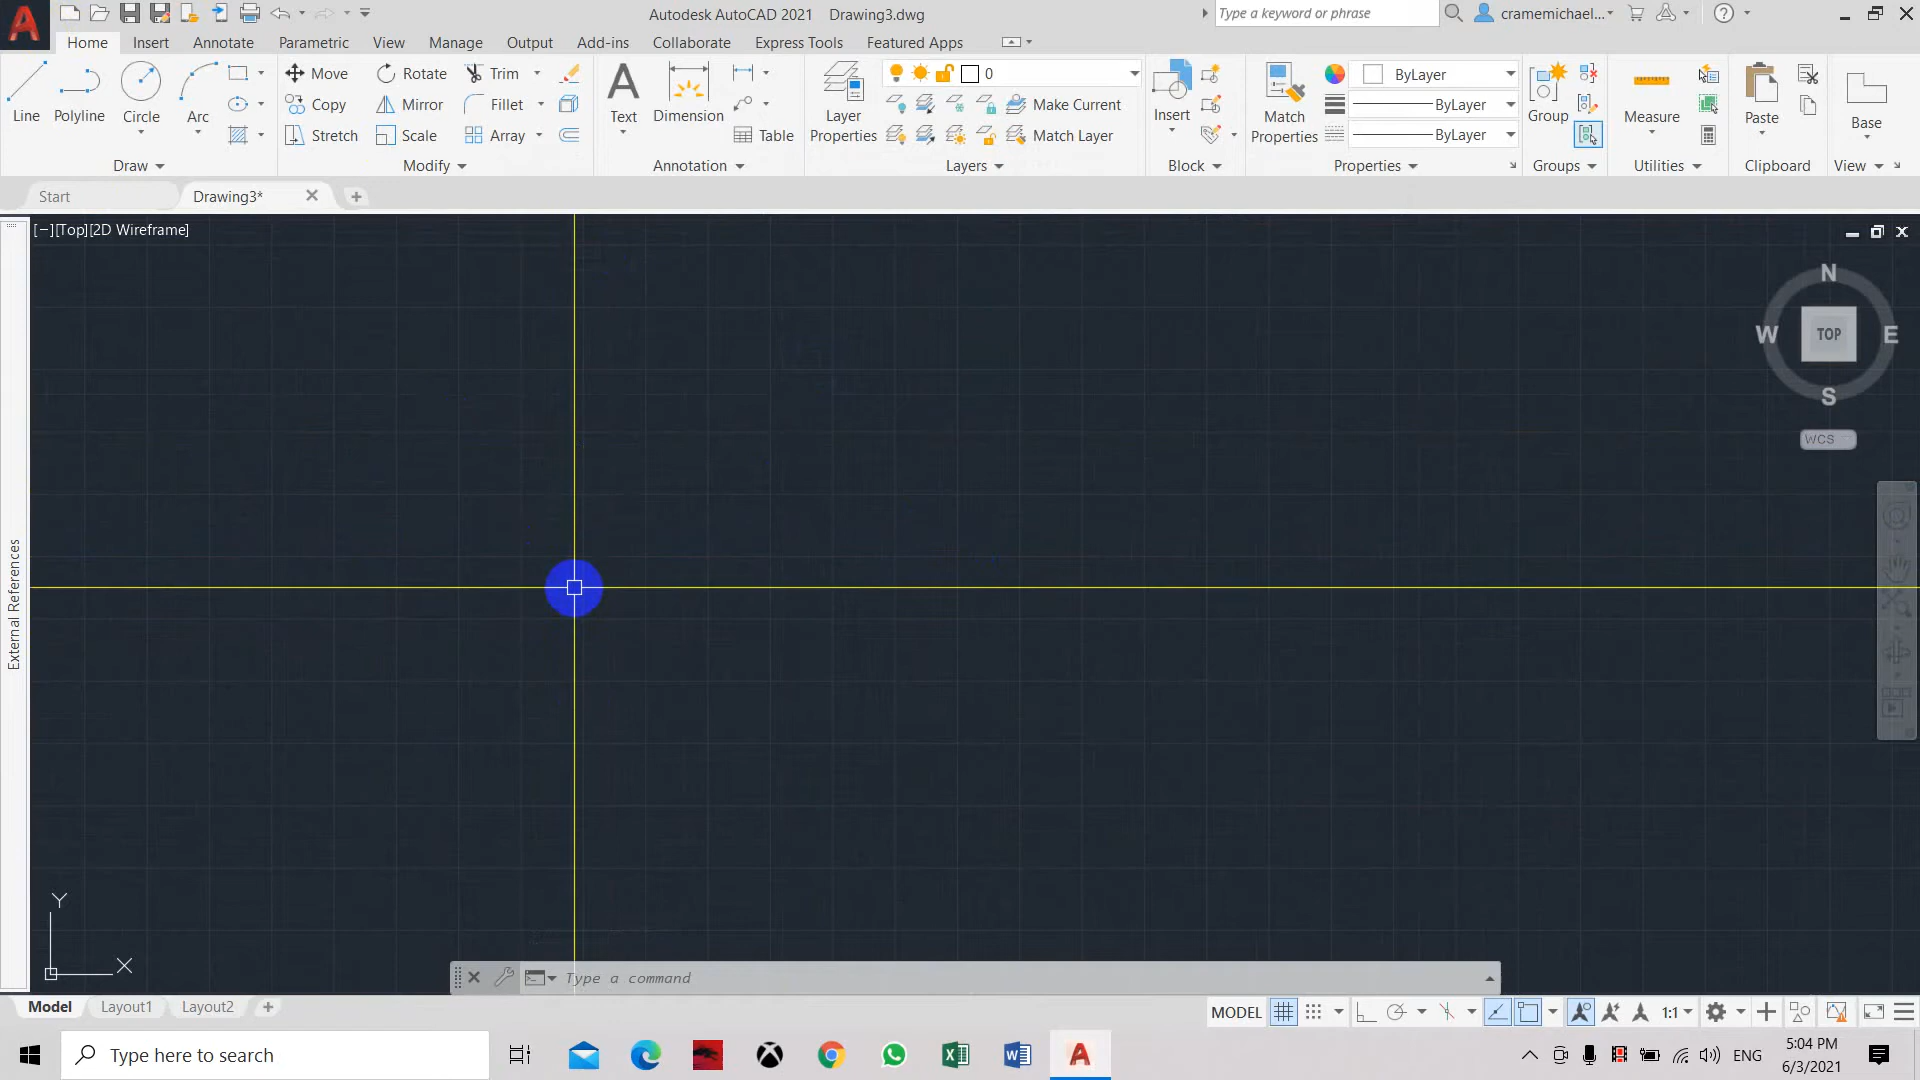 Autodesk AutoCAD 2021 Drawing3.dwg
Type a keyword or phrase
cramemichael...
Home Insert Annotate Parametric View Manage Output Add-ins Collaborate Express Tools Featured Apps
Line
Polyline
Circle
Arc
Draw
Move
Rotate
Trim
Copy
Mirror
Fillet
Stretch
Scale
Array
Modify
Text
Dimension
Table
Annotation
Layer
Properties
0
Make Current
Match Layer
Layers
Insert
Block
Match
Properties
ByLayer
ByLayer
ByLayer
Properties
Group
Groups
Measure
Utilities
Paste
Clipboard
Base
View
Start
Drawing3*
[−][Top][2D Wireframe]
External References
N
W
TOP
E
S
WCS
Y
X
Type a command
Model Layout1 Layout2
MODEL
1:1
Type here to search
ENG
5:04 PM
6/3/2021